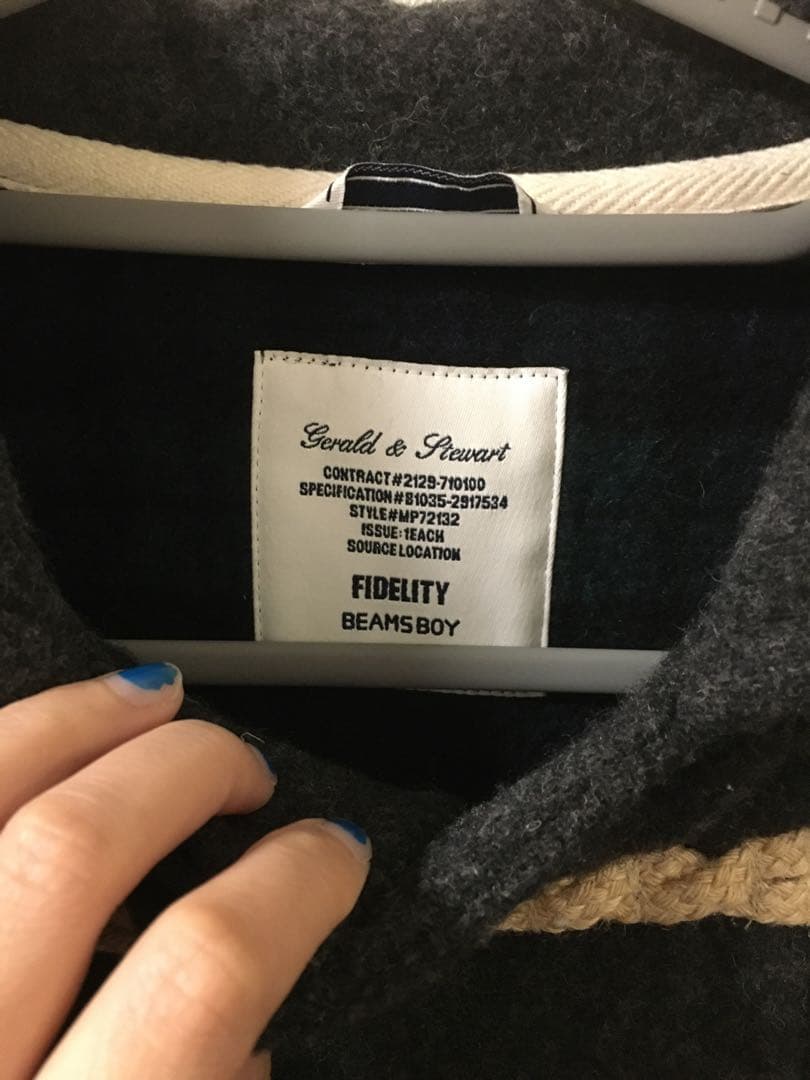 Gerald & Stewart
CONTRACT#2129-710100
SPECIFICATION#81035-2917534
STYLE#MP72132
ISSUE:1EACH
SOURCE LOCATION
FIDELITY
BEAMS BOY